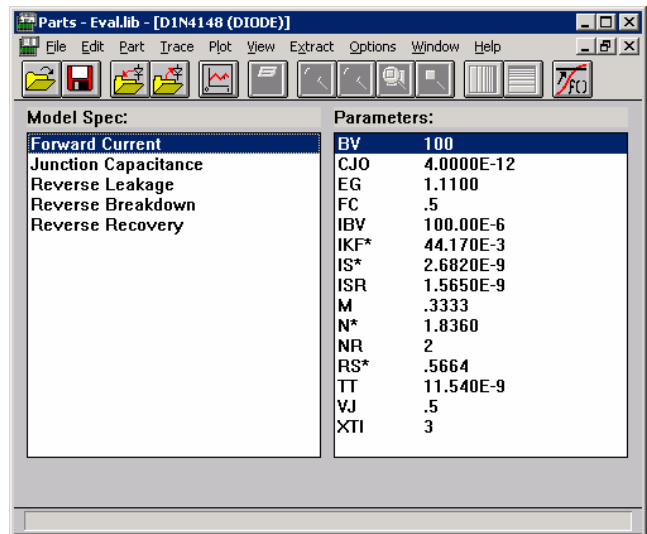 Parts - Eval.lib - [D1N4148 (DIODE)]
File Edit Part Trace Plot View Extract Options Window Help
f()
Model Spec:
Forward Current
Junction Capacitance
Reverse Leakage
Reverse Breakdown
Reverse Recovery
Parameters:
BV 100
CJO 4.0000E-12
EG 1.1100
FC .5
IBV 100.00E-6
IKF* 44.170E-3
IS* 2.6820E-9
ISR 1.5650E-9
M .3333
N* 1.8360
NR 2
RS* .5664
TT 11.540E-9
VJ .5
XTI 3